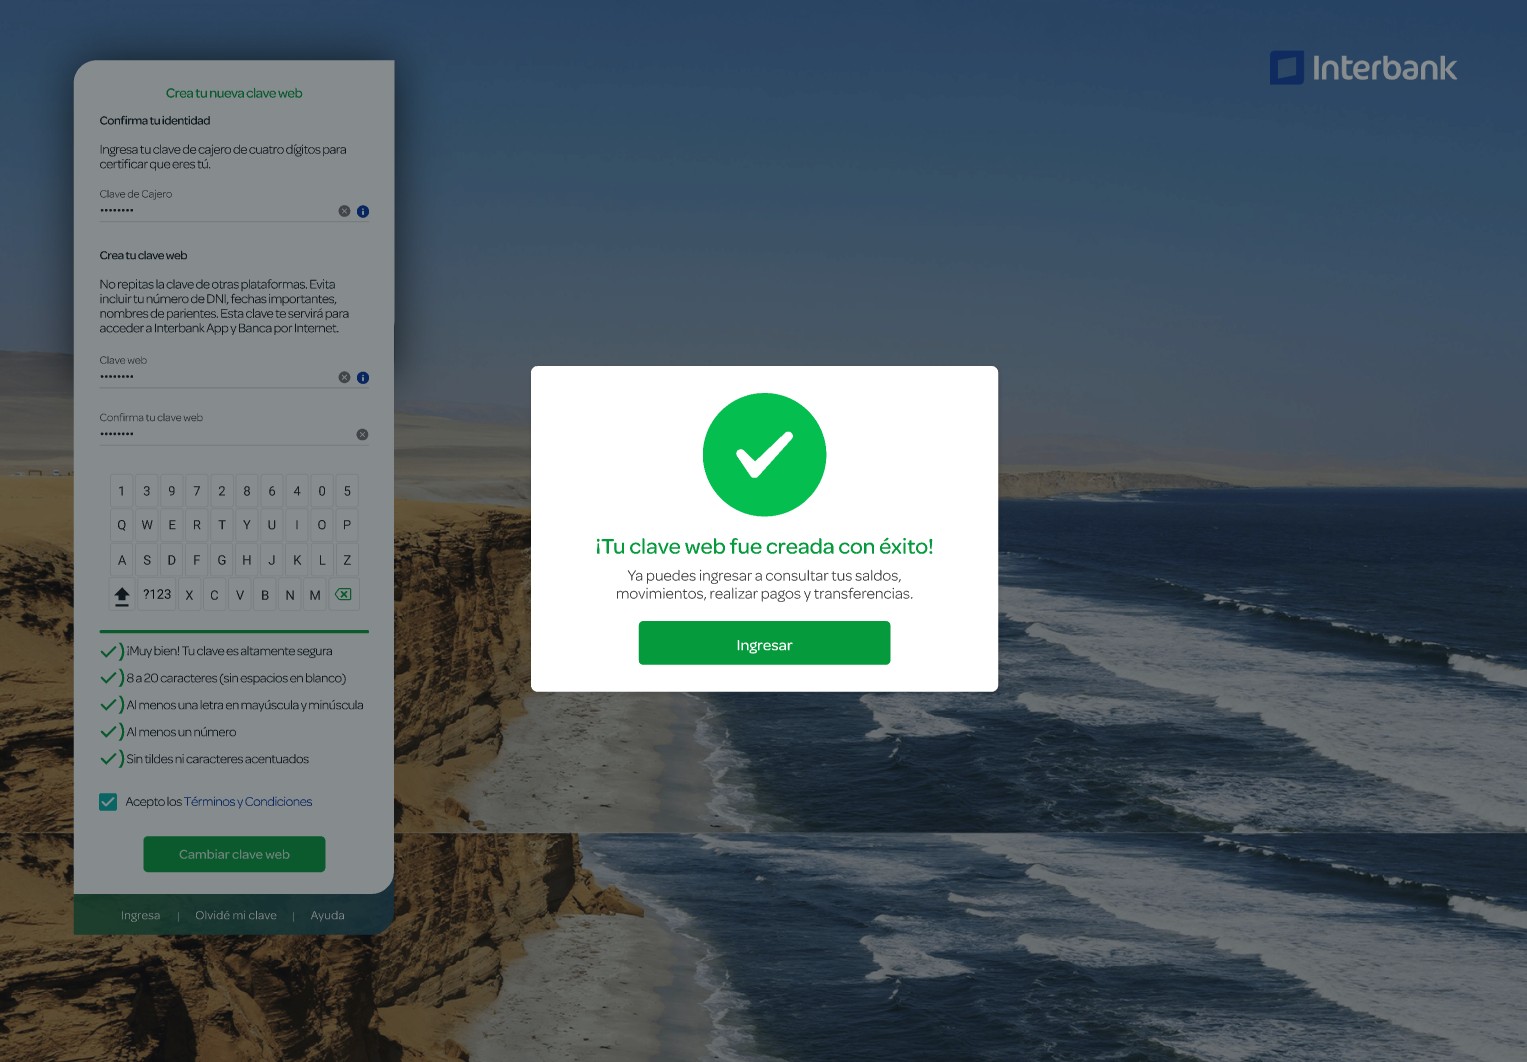 Interbank
Crea tu nueva clave web
Confirma tu identidad
Ingresa tu clave de cajero de cuatro dígitos para
certificar que eres tú.
Clave de Cajero
••••••••
Crea tu clave web
No repitas la clave de otras plataformas. Evita
incluir tu número de DNI, fechas importantes,
nombres de parientes. Esta clave te servirá para
acceder a Interbank App y Banca por Internet.
Clave web
••••••••
Confirma tu clave web
••••••••
1 3 9 7 2 8 6 4 0 5
Q W E R T Y U I O P
A S D F G H J K L Z
?123 X C V B N M
¡Muy bien! Tu clave es altamente segura
8 a 20 caracteres (sin espacios en blanco)
Al menos una letra en mayúscula y minúscula
Al menos un número
Sin tildes ni caracteres acentuados
Acepto los Términos y Condiciones
Cambiar clave web
Ingresa | Olvidé mi clave | Ayuda
¡Tu clave web fue creada con éxito!
Ya puedes ingresar a consultar tus saldos,
movimientos, realizar pagos y transferencias.
Ingresar